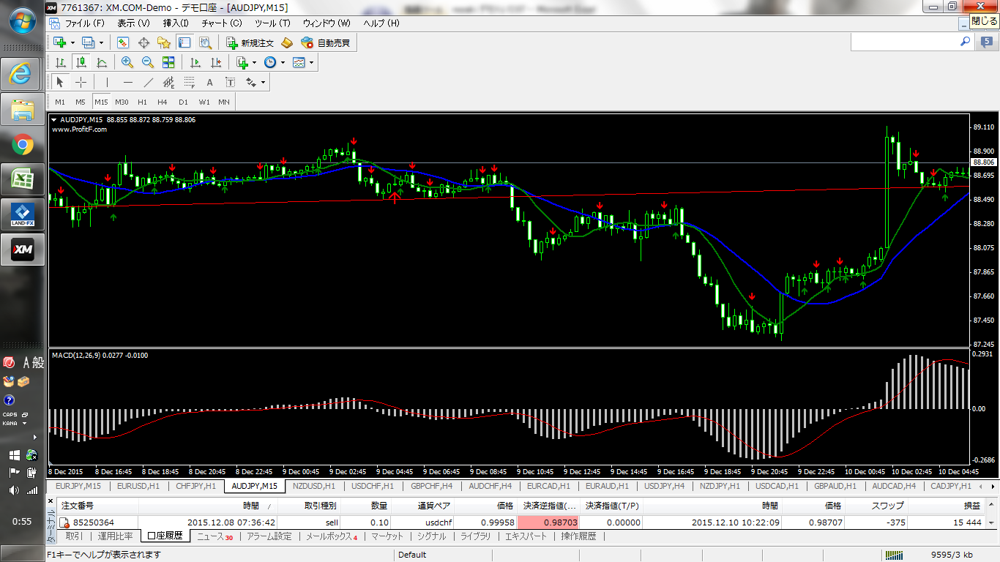 7761367: XM.COM-Demo - デモ口座 - [AUDJPY,M15]
閉じる
ファイル (F) 表示 (V) 挿入(I) チャート (C) ツール (T) ウィンドウ (W) ヘルプ (H)
新規注文 自動売買
5
E F A T
M1 M5 M15 M30 H1 H4 D1 W1 MN
AUDJPY,M15 88.855 88.872 88.759 88.806
www.ProfitF.com
89.110
88.900
88.806
88.695
88.490
88.280
88.075
87.865
87.660
87.450
87.245
MACD(12,26,9) 0.0277 -0.0100
0.2931
0.00
-0.2686
8 Dec 2015 8 Dec 16:45 8 Dec 18:45 8 Dec 20:45 8 Dec 22:45 9 Dec 00:45 9 Dec 02:45 9 Dec 04:45 9 Dec 06:45 9 Dec 08:45 9 Dec 10:45 9 Dec 12:45 9 Dec 14:45 9 Dec 16:45 9 Dec 18:45 9 Dec 20:45 9 Dec 22:45 10 Dec 00:45 10 Dec 02:45 10 Dec 04:45
EURJPY,M15 EURUSD,H1 CHFJPY,H1 AUDJPY,M15 NZDUSD,H1 USDCHF,H1 GBPCHF,H4 AUDCHF,H4 EURCAD,H1 EURAUD,H1 USDJPY,H4 NZDJPY,H1 USDCAD,H1 GBPAUD,H1 AUDCAD,H4 CADJPY,H1
注文番号 時間 / 取引種別 数量 通貨ペア 価格 決済逆指値(... 決済指値(T/P) 時間 価格 スワップ 損益
85250364 2015.12.08 07:36:42 sell 0.10 usdchf 0.99958 0.98703 0.00000 2015.12.10 10:22:09 0.98707 -375 15 444
取引 運用比率 口座履歴 ニュース 30 アラーム設定 メールボックス 4 マーケット シグナル ライブラリ エキスパート 操作履歴
F1キーでヘルプが表示されます Default 9595/3 kb
LAND-FX
XM
A 般
CAPS
KANA
0:55